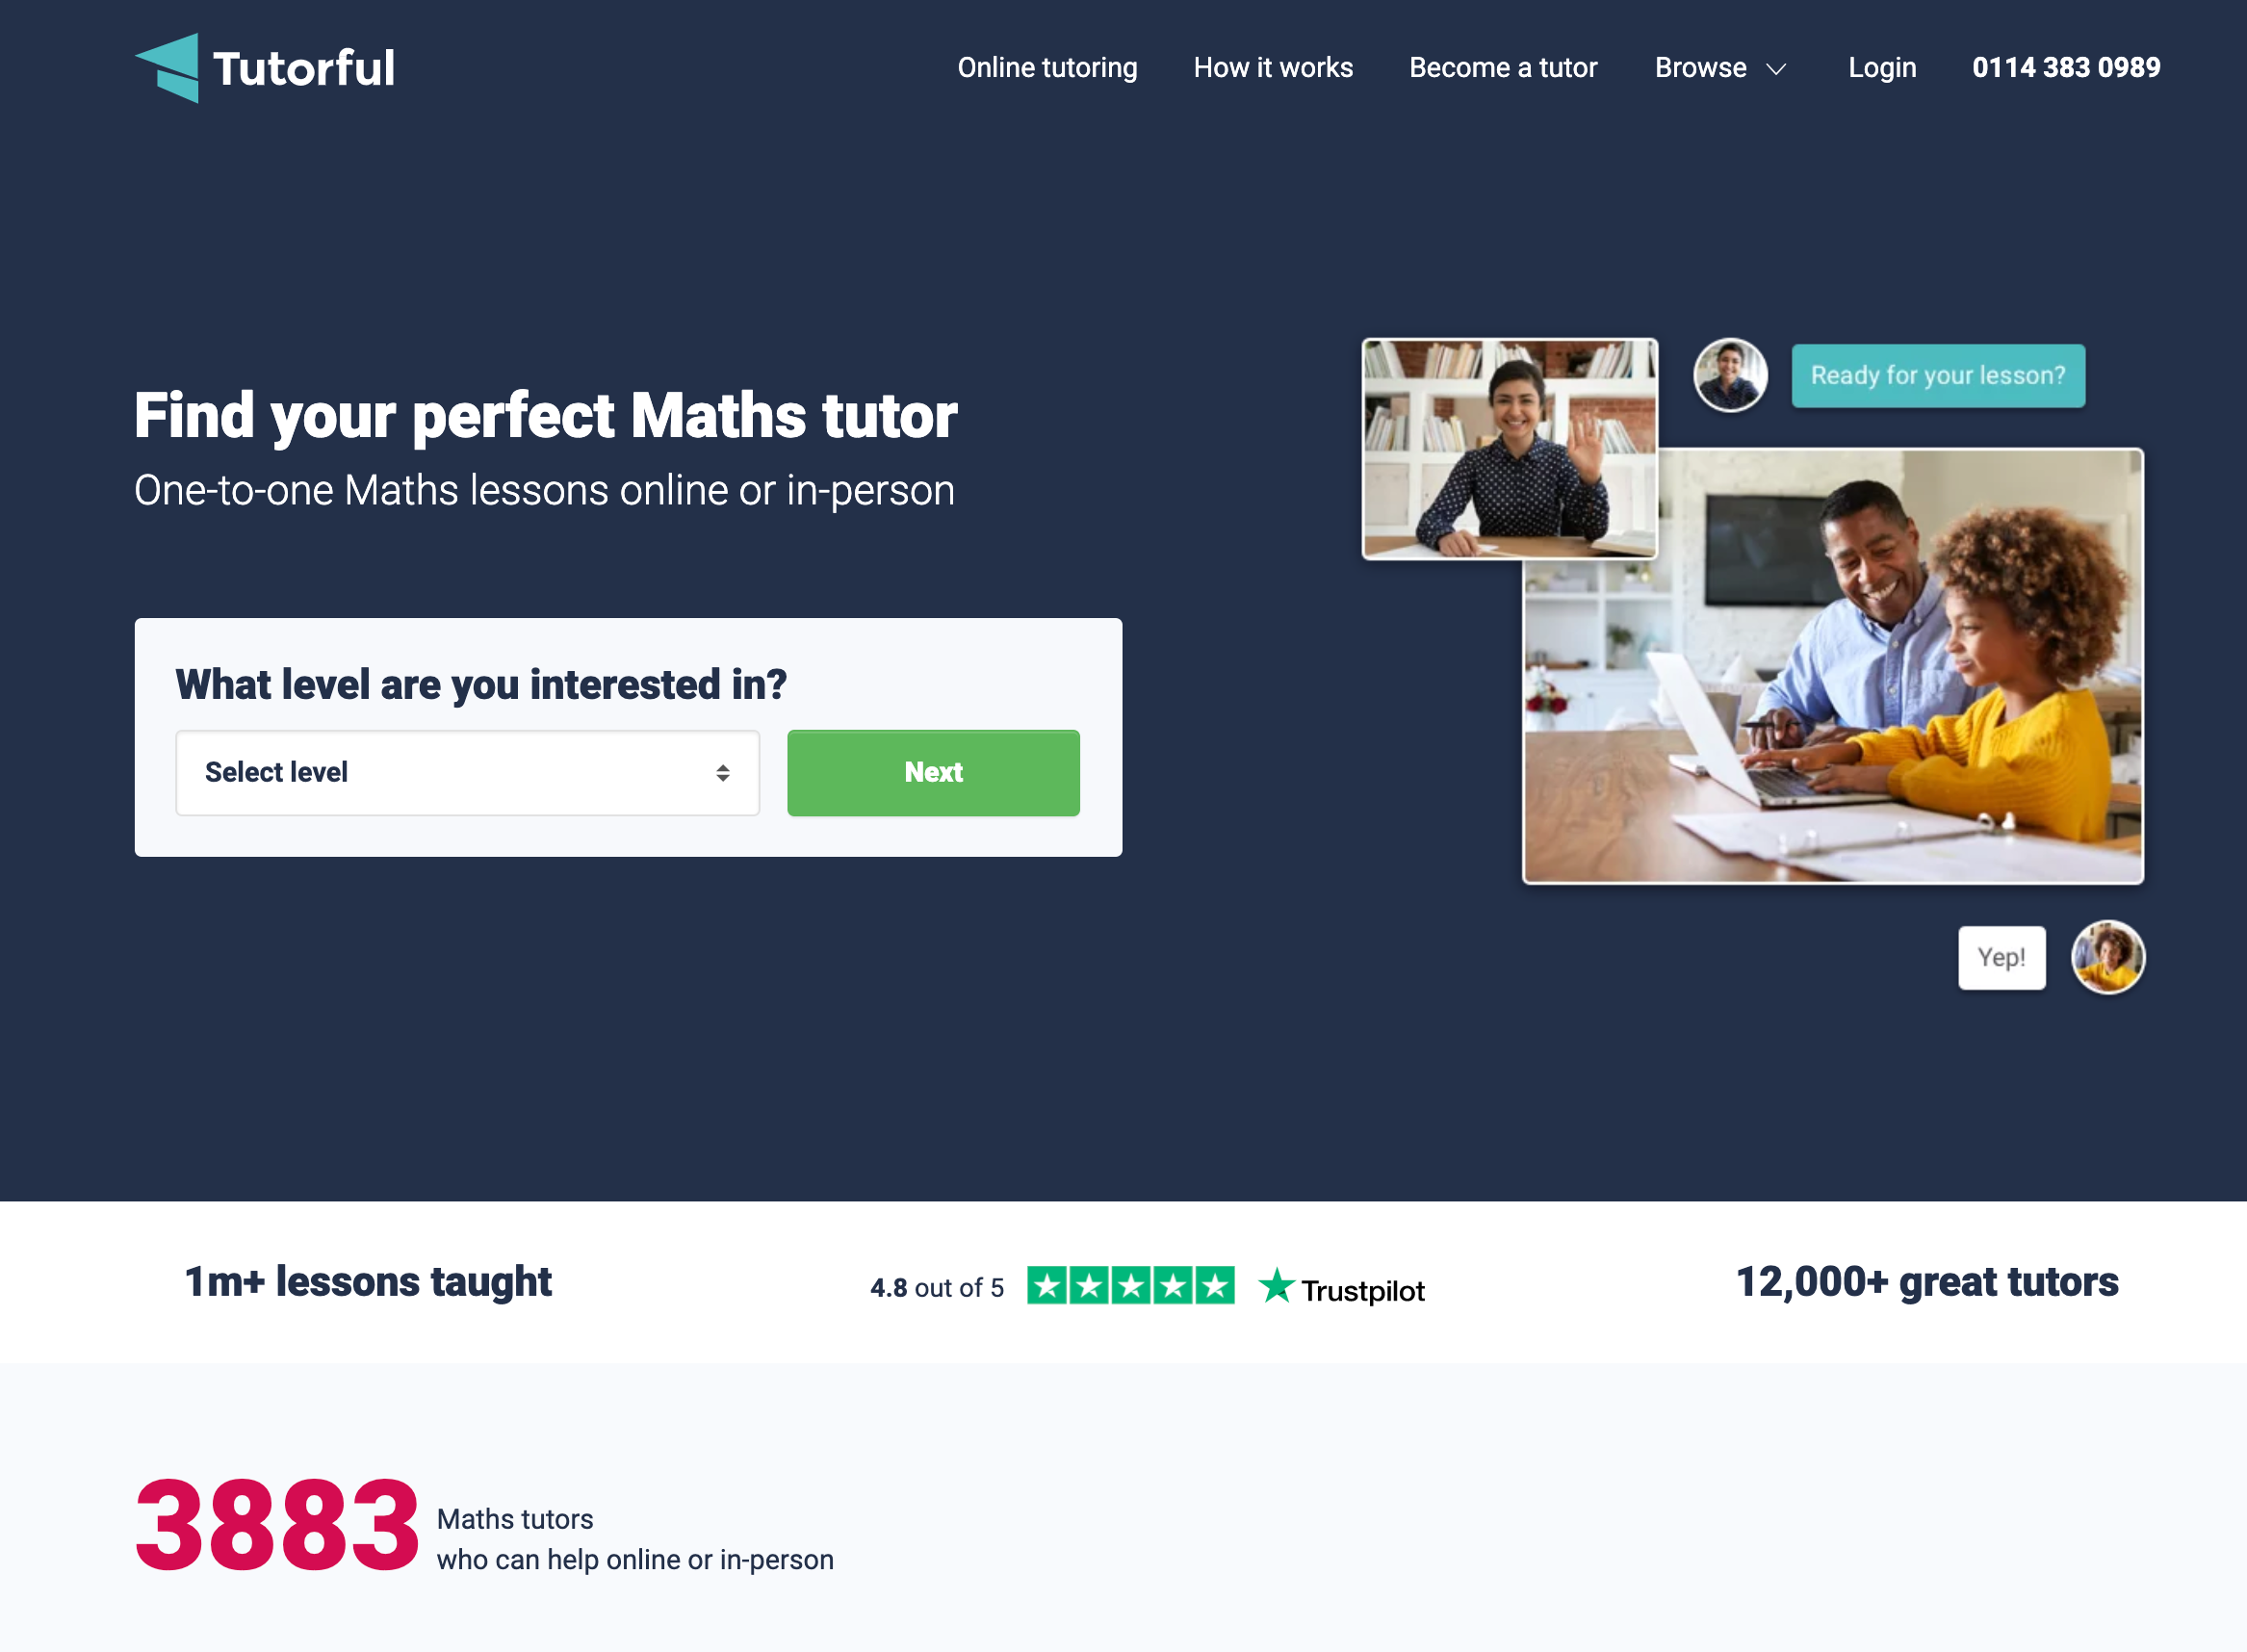 Tutorful
Online tutoring
How it works
Become a tutor
Browse
Login
0114 383 0989
Find your perfect Maths tutor
One-to-one Maths lessons online or in-person
What level are you interested in?
Select level
Next
Ready for your lesson?
Yep!
1m+ lessons taught
4.8 out of 5
Trustpilot
12,000+ great tutors
3883
Maths tutors
who can help online or in-person